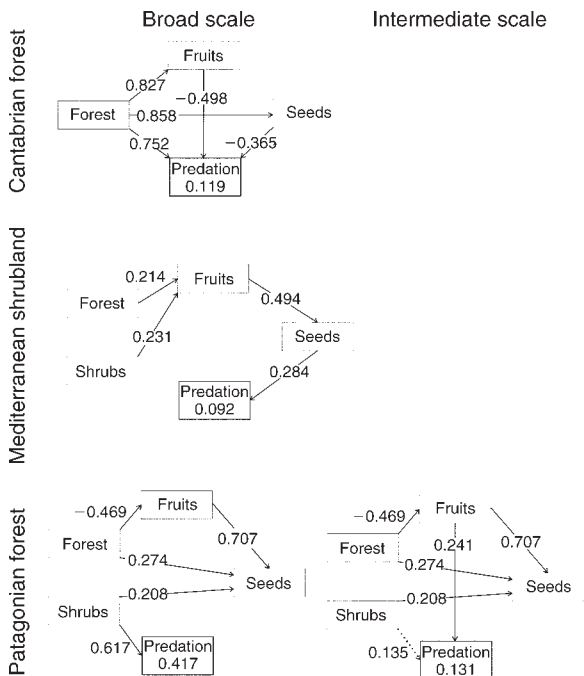 Broad scale
Intermediate scale
Cantabrian forest
Fruits
0.827
−0.498
Forest
0.858
Seeds
0.752
−0.365
Predation
0.119
Mediterranean shrubland
0.214
Fruits
Forest
0.494
0.231
Seeds
Shrubs
0.284
Predation
0.092
Patagonian forest
−0.469
Fruits
0.707
Forest
0.274
Seeds
0.208
Shrubs
0.617
Predation
0.417
−0.469
Fruits
0.241
0.707
Forest
0.274
Seeds
0.208
Shrubs
0.135
Predation
0.131